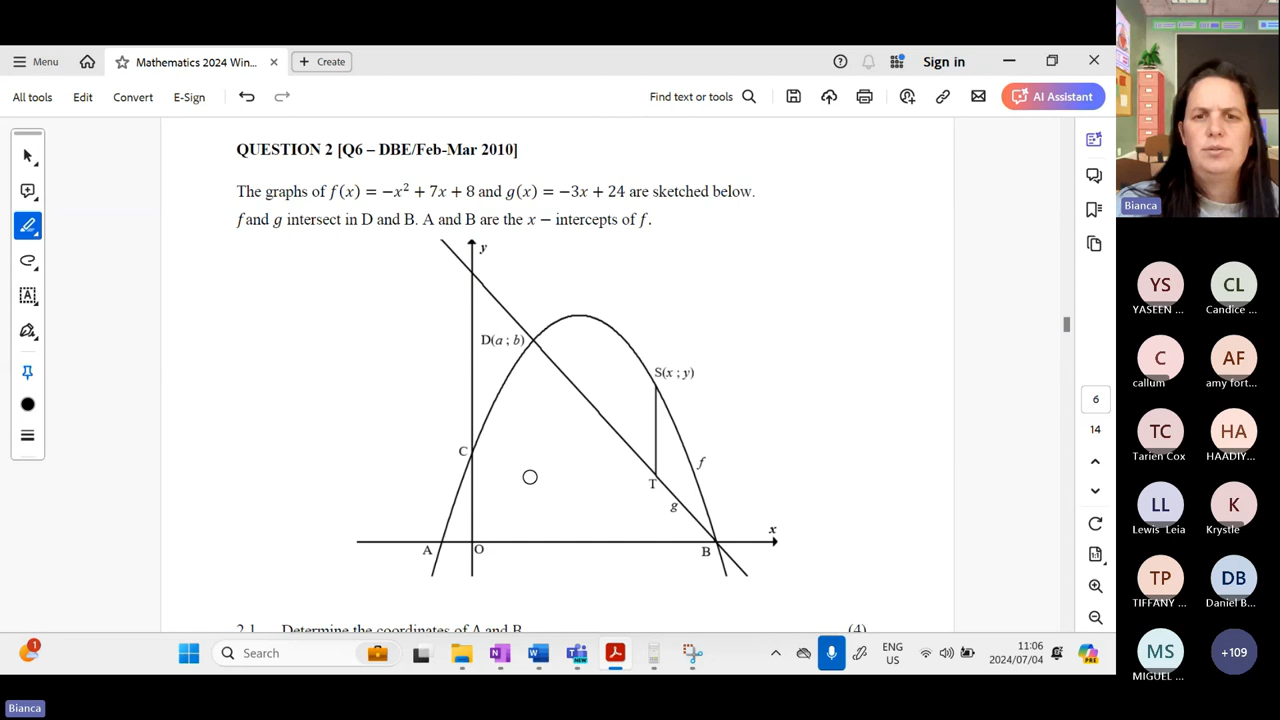 Menu
Mathematics 2024 Win...
Create
Sign in
All tools
Edit
Convert
E-Sign
Find text or tools
AI Assistant
QUESTION 2 [Q6 – DBE/Feb-Mar 2010]
The graphs of f(x) = −x² + 7x + 8 and g(x) = −3x + 24 are sketched below.
f and g intersect in D and B. A and B are the x − intercepts of f.
y
D(a ; b)
S(x ; y)
C
f
T
g
x
A
O
B
2.1 Determine the coordinates of A and B. (4)
6
14
Search
NEW
ENG
US
11:06
2024/07/04
PRE
1
Bianca
YS
YASEEN ...
CL
Candice ...
C
callum
AF
amy fort...
TC
Tarien Cox
HA
HAADIY...
LL
Lewis Leia
K
Krystle
TP
TIFFANY ...
DB
Daniel B...
MS
MIGUEL ...
+109
Bianca